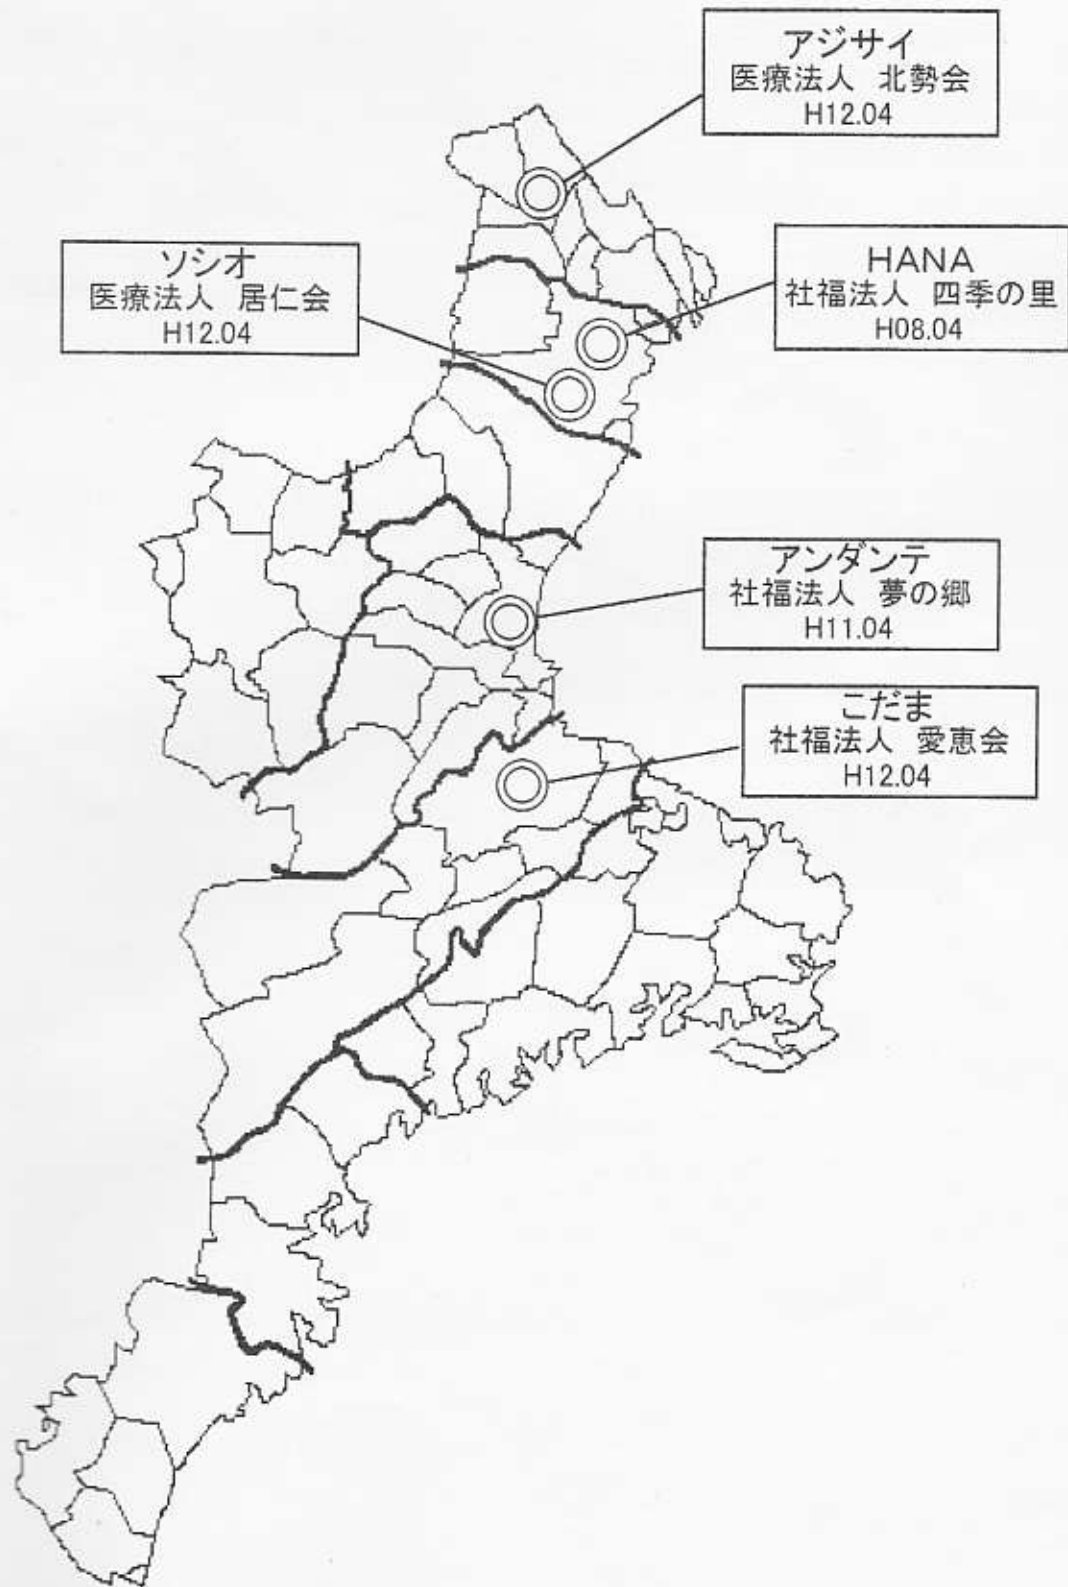 アジサイ
医療法人 北勢会
H12.04
HANA
社福法人 四季の里
H08.04
ソシオ
医療法人 居仁会
H12.04
アンダンテ
社福法人 夢の郷
H11.04
こだま
社福法人 愛恵会
H12.04